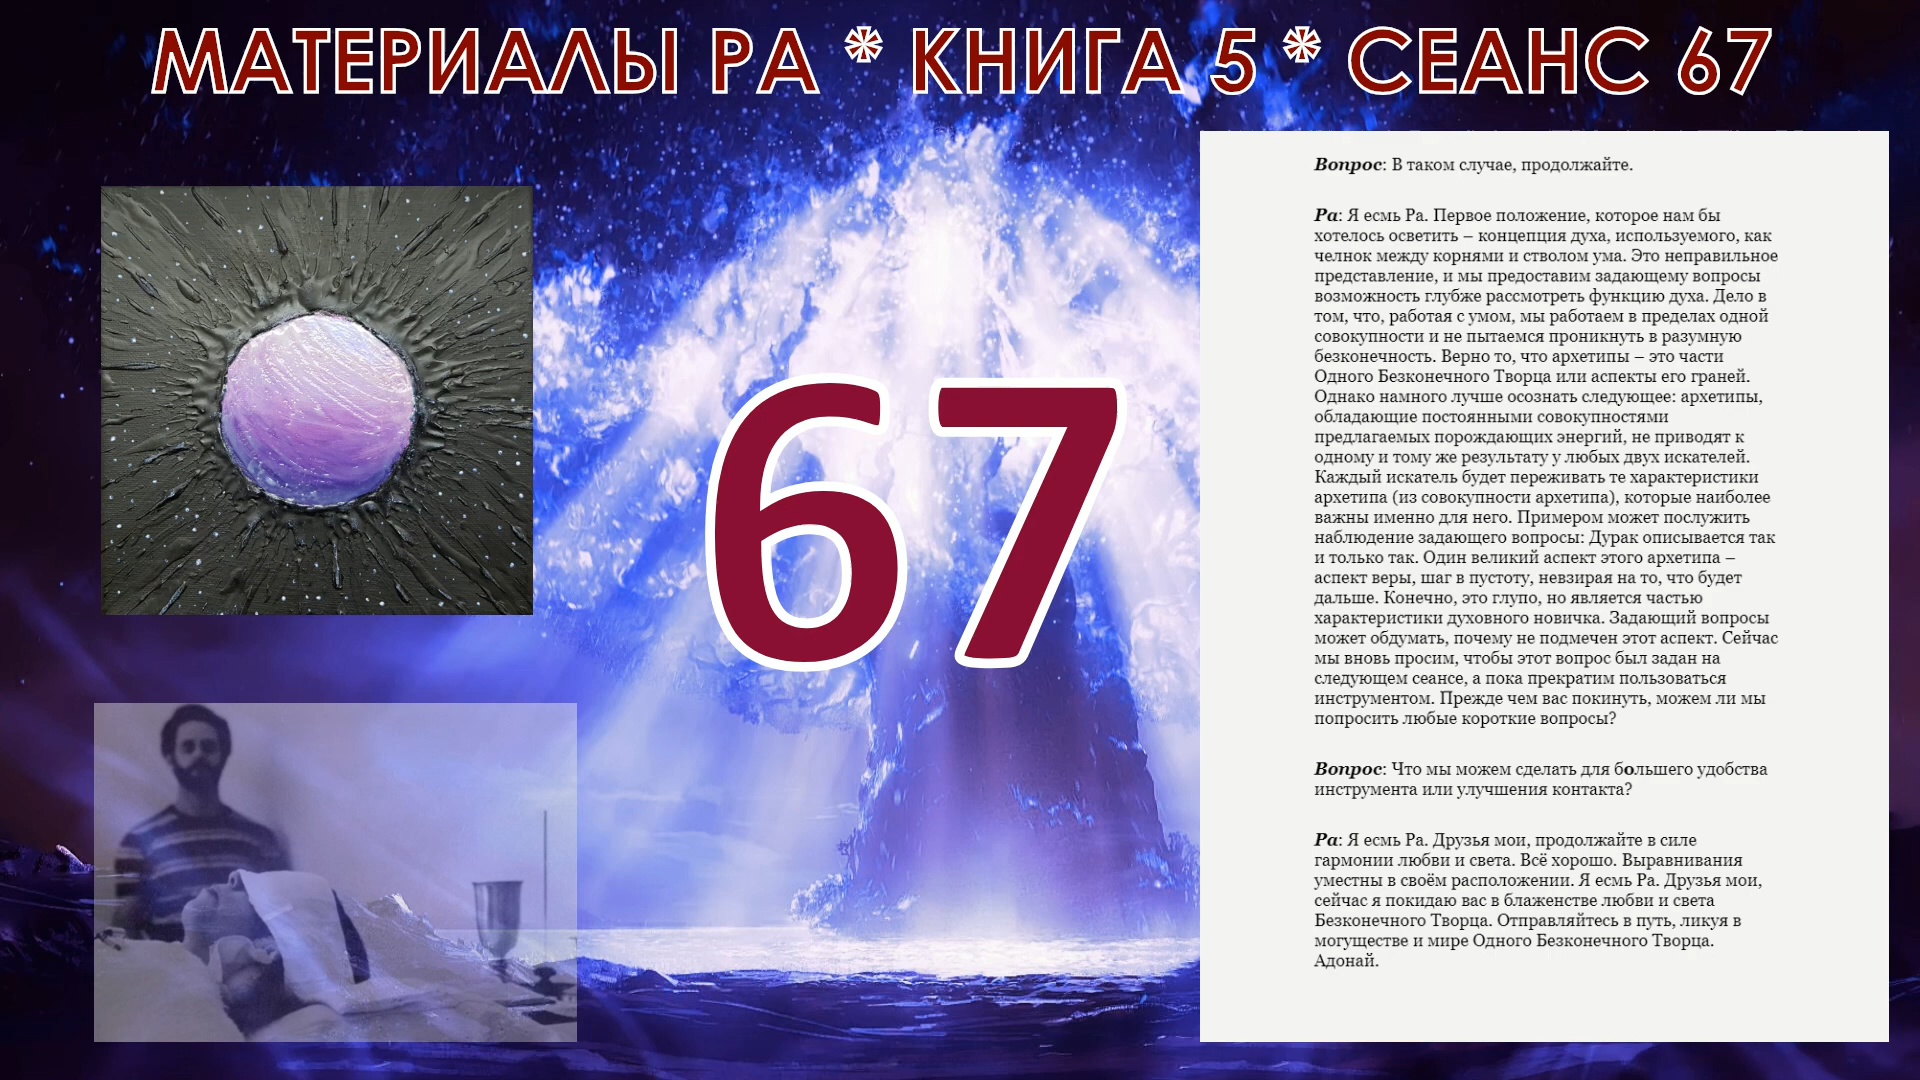 МАТЕРИАЛЫ РА * КНИГА 5 * СЕАНС 67
67
Вопрос: В таком случае, продолжайте.
Ра: Я есмь Ра. Первое положение, которое нам бы
хотелось осветить – концепция духа, используемого, как
челнок между корнями и стволом ума. Это неправильное
представление, и мы предоставим задающему вопросы
возможность глубже рассмотреть функцию духа. Дело в
том, что, работая с умом, мы работаем в пределах одной
совокупности и не пытаемся проникнуть в разумную
безконечность. Верно то, что архетипы – это части
Одного Безконечного Творца или аспекты его граней.
Однако намного лучше осознать следующее: архетипы,
обладающие постоянными совокупностями
предлагаемых порождающих энергий, не приводят к
одному и тому же результату у любых двух искателей.
Каждый искатель будет переживать те характеристики
архетипа (из совокупности архетипа), которые наиболее
важны именно для него. Примером может послужить
наблюдение задающего вопросы: Дурак описывается так
и только так. Один великий аспект этого архетипа –
аспект веры, шаг в пустоту, невзирая на то, что будет
дальше. Конечно, это глупо, но является частью
характеристики духовного новичка. Задающий вопросы
может обдумать, почему не подмечен этот аспект. Сейчас
мы вновь просим, чтобы этот вопрос был задан на
следующем сеансе, а пока прекратим пользоваться
инструментом. Прежде чем вас покинуть, можем ли мы
попросить любые короткие вопросы?
Вопрос: Что мы можем сделать для большего удобства
инструмента или улучшения контакта?
Ра: Я есмь Ра. Друзья мои, продолжайте в силе
гармонии любви и света. Всё хорошо. Выравнивания
уместны в своём расположении. Я есмь Ра. Друзья мои,
сейчас я покидаю вас в блаженстве любви и света
Безконечного Творца. Отправляйтесь в путь, ликуя в
могуществе и мире Одного Безконечного Творца.
Адонай.